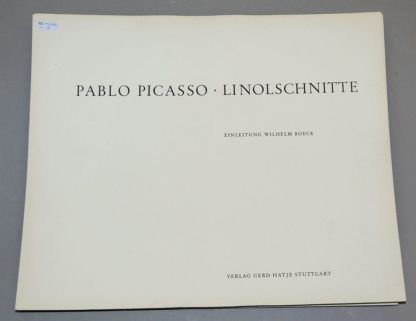 PABLO PICASSO · LINOLSCHNITTE
EINLEITUNG WILHELM BOECK
VERLAG GERD HATJE STUTTGART